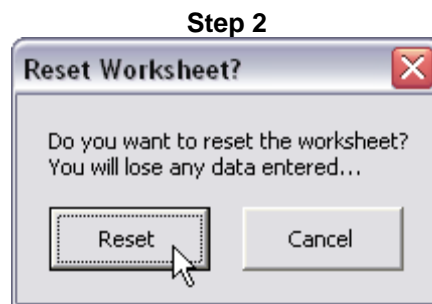 Step 2
Reset Worksheet?
Do you want to reset the worksheet?
You will lose any data entered...
Reset
Cancel